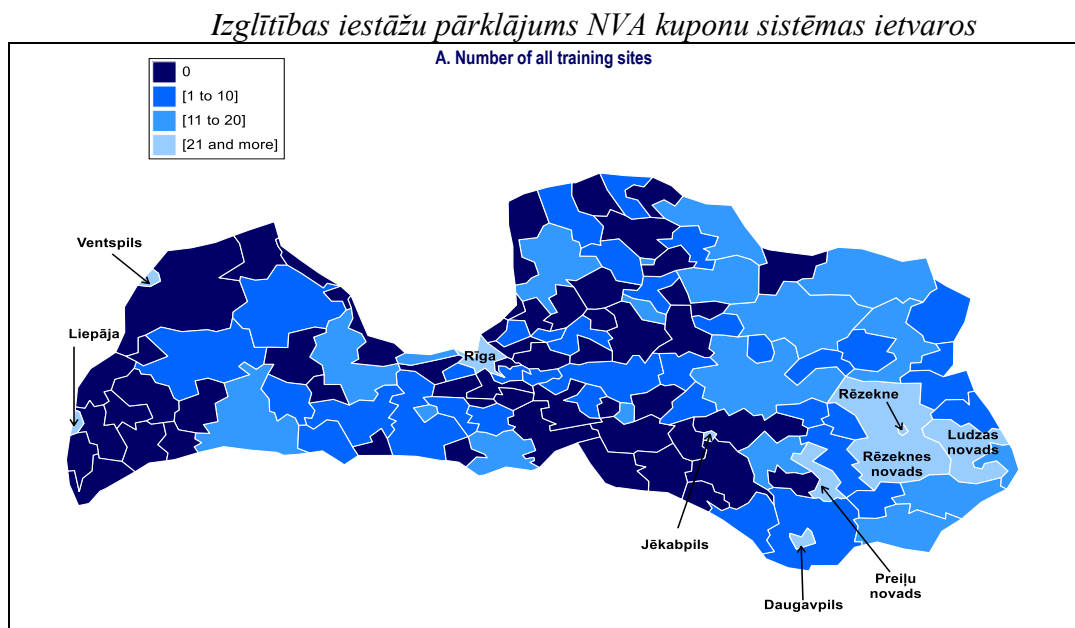 Izglītības iestāžu pārklājums NVA kuponu sistēmas ietvaros
A. Number of all training sites
0
[1 to 10]
[11 to 20]
[21 and more]
Ventspils
Liepāja
Rīga
Rēzekne
Ludzas
novads
Rēzeknes
novads
Jēkabpils
Preiļu
novads
Daugavpils